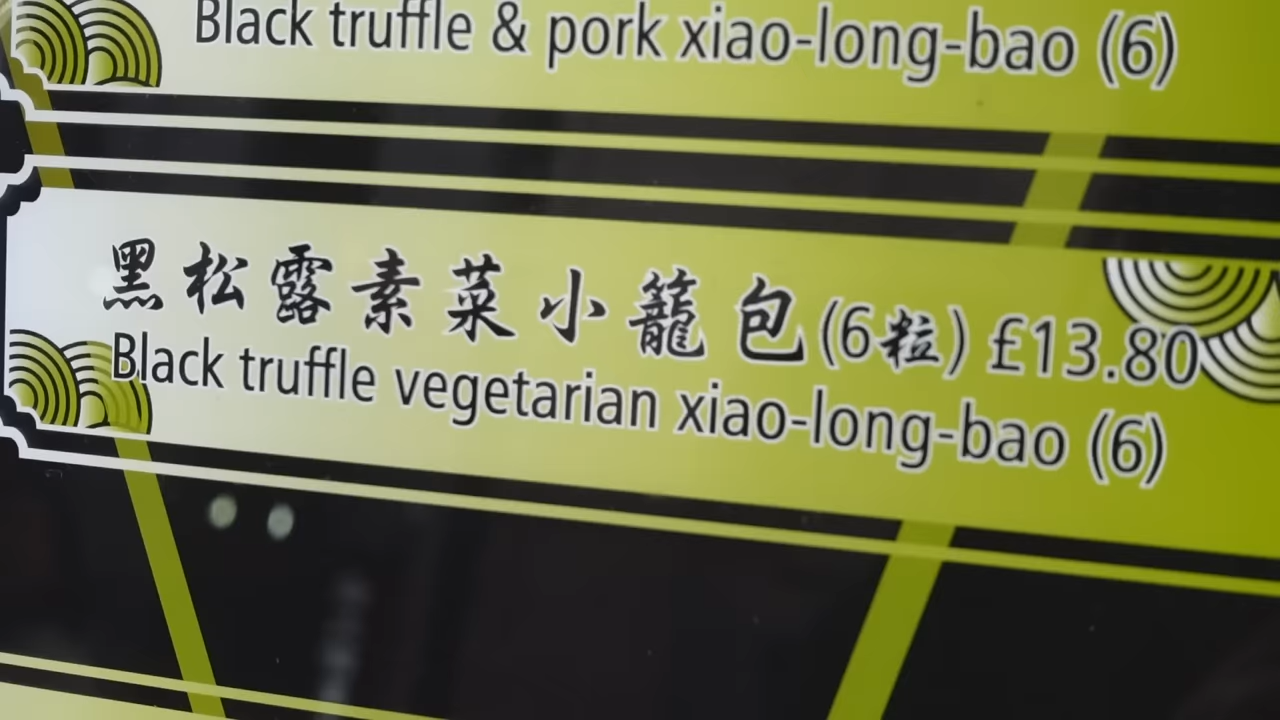 Black truffle & pork xiao-long-bao (6)
黑松露素菜小籠包(6粒) £13.80
Black truffle vegetarian xiao-long-bao (6)